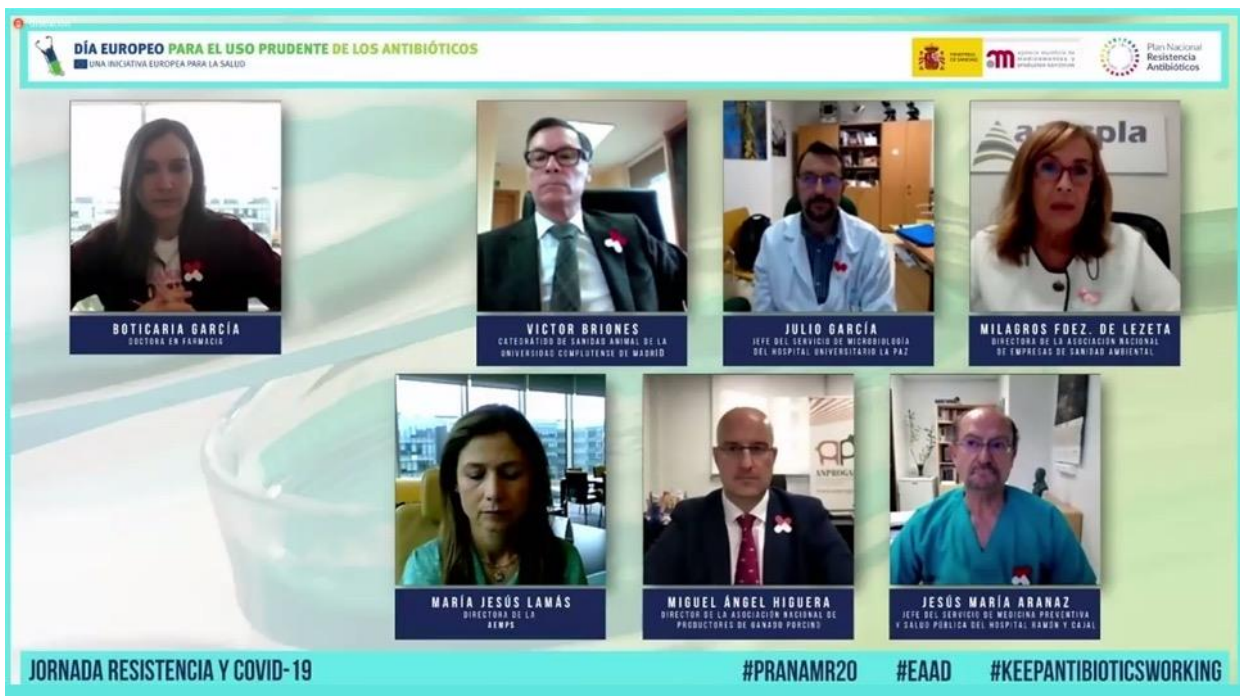 DÍA EUROPEO PARA EL USO PRUDENTE DE LOS ANTIBIÓTICOS
UNA INICIATIVA EUROPEA PARA LA SALUD
Plan Nacional
Resistencia
Antibióticos
anecpla
BOTICARIA GARCÍA
DOCTORA EN FARMACIA
VICTOR BRIONES
CATEDRÁTICO DE SANIDAD ANIMAL DE LA
UNIVERSIDAD COMPLUTENSE DE MADRID
JULIO GARCÍA
JEFE DEL SERVICIO DE MICROBIOLOGÍA
DEL HOSPITAL UNIVERSITARIO LA PAZ
MILAGROS FDEZ. DE LEZETA
DIRECTORA DE LA ASOCIACIÓN NACIONAL
DE EMPRESAS DE SANIDAD AMBIENTAL
MARÍA JESÚS LAMÁS
DIRECTORA DE LA
AEMPS
MIGUEL ÁNGEL HIGUERA
DIRECTOR DE LA ASOCIACIÓN NACIONAL DE
PRODUCTORES DE GANADO PORCINO
JESÚS MARÍA ARANAZ
JEFE DEL SERVICIO DE MEDICINA PREVENTIVA
Y SALUD PÚBLICA DEL HOSPITAL RAMÓN Y CAJAL
JORNADA RESISTENCIA Y COVID-19
#PRANAMR20
#EAAD
#KEEPANTIBIOTICSWORKING